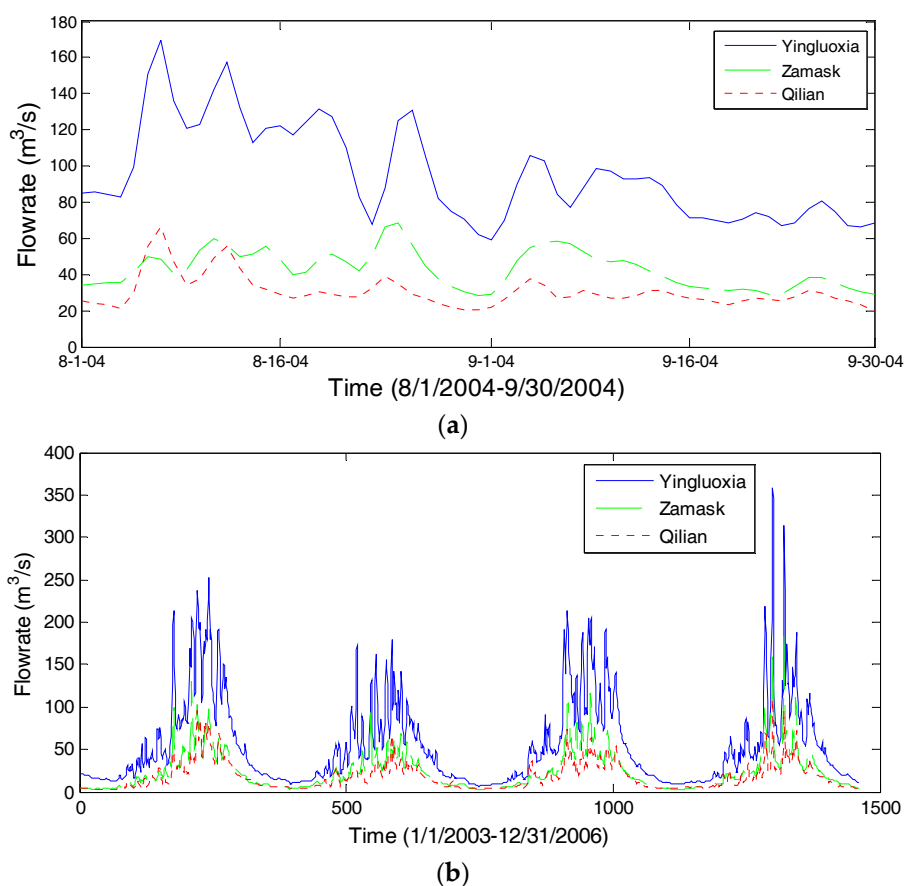 180
160
140
120
100
80
60
40
20
0
Flowrate (m³/s)
Yingluoxia
Zamask
Qilian
8-1-04 8-16-04 9-1-04 9-16-04 9-30-04
Time (8/1/2004-9/30/2004)
(a)
400
350
300
250
200
150
100
50
0
Flowrate (m³/s)
Yingluoxia
Zamask
Qilian
0 500 1000 1500
Time (1/1/2003-12/31/2006)
(b)